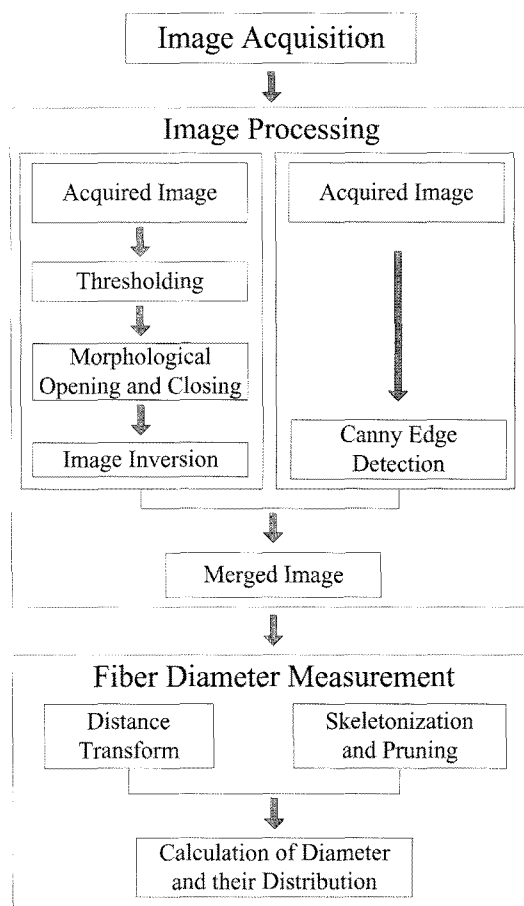 Image Acquisition
Image Processing
Acquired Image
Thresholding
Morphological
Opening and Closing
Image Inversion
Acquired Image
Canny Edge
Detection
Merged Image
Fiber Diameter Measurement
Distance
Transform
Skeletonization
and Pruning
Calculation of Diameter
and their Distribution